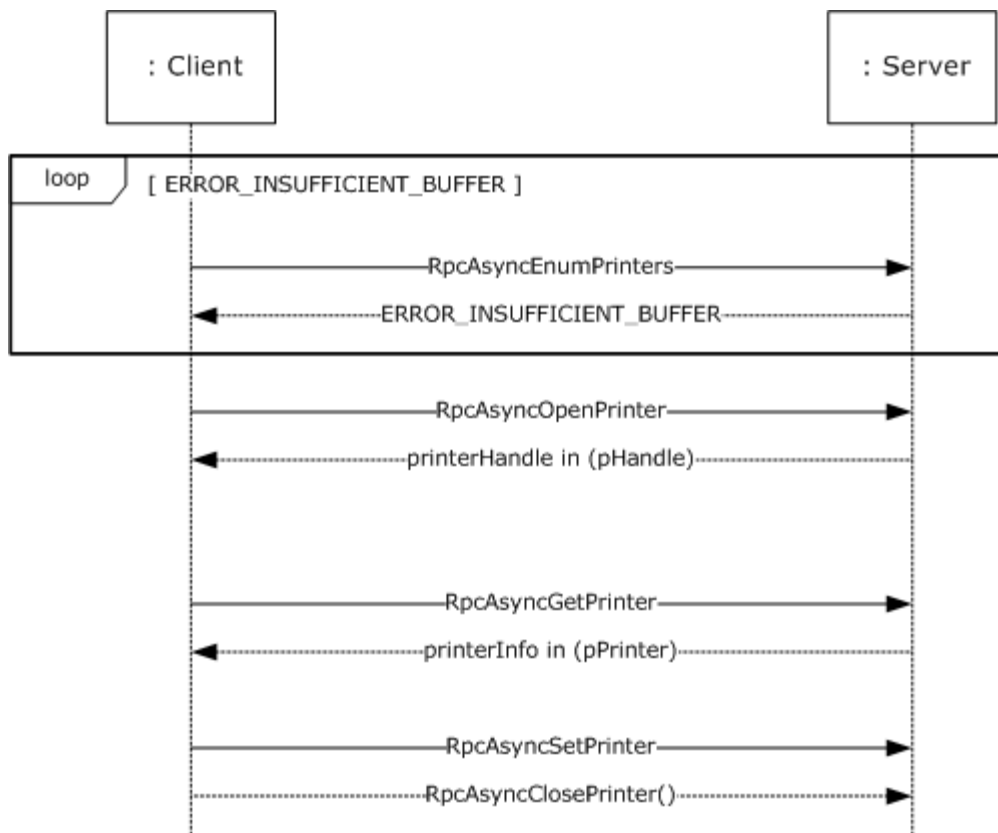 : Client
: Server
loop
[ ERROR_INSUFFICIENT_BUFFER ]
RpcAsyncEnumPrinters
ERROR_INSUFFICIENT_BUFFER
RpcAsyncOpenPrinter
printerHandle in (pHandle)
RpcAsyncGetPrinter
printerInfo in (pPrinter)
RpcAsyncSetPrinter
RpcAsyncClosePrinter()